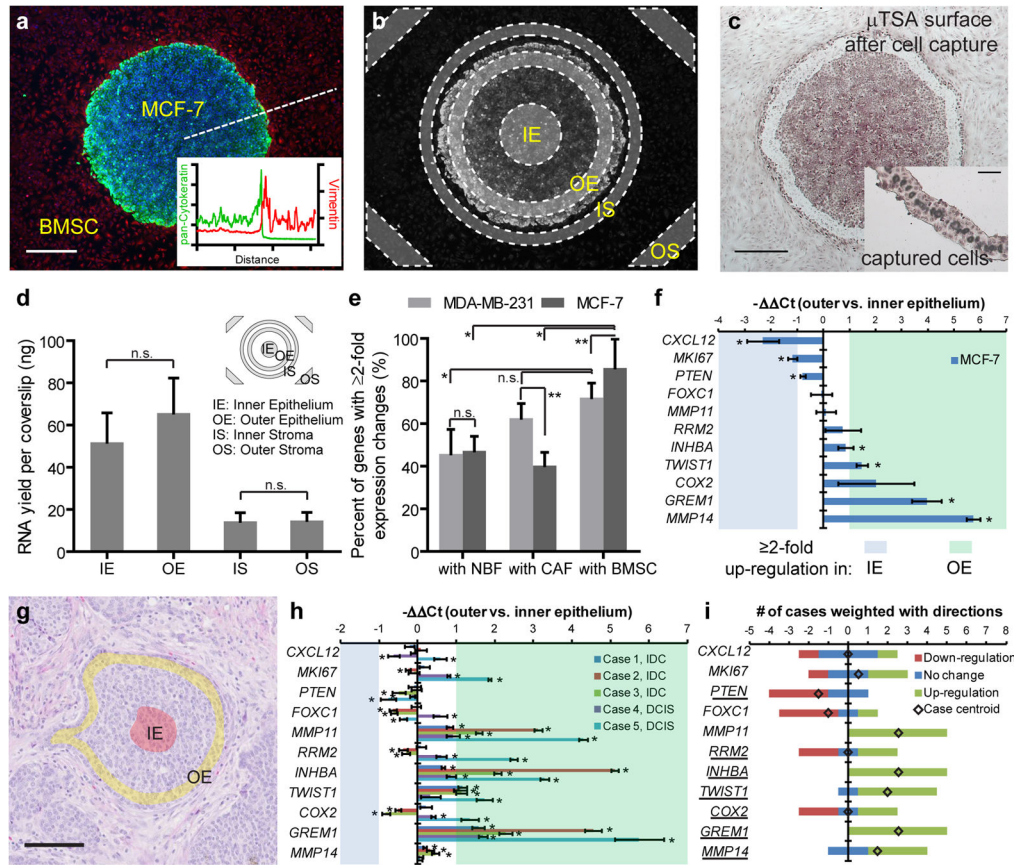 a
MCF-7
BMSC
pan-Cytokeratin
Vimentin
Distance
b
IE
OE
IS
OS
c
μTSA surface
after cell capture
captured cells
d
RNA yield per coverslip (ng)
100
80
60
40
20
0
n.s.
n.s.
IE
OE
IS
OS
IE
OE
IS
OS
IE: Inner Epithelium
OE: Outer Epithelium
IS: Inner Stroma
OS: Outer Stroma
e
MDA-MB-231
MCF-7
Percent of genes with ≥2-fold
expression changes (%)
100
80
60
40
20
0
*
*
**
*
n.s.
**
n.s.
with NBF
with CAF
with BMSC
f
-ΔΔCt (outer vs. inner epithelium)
-4 -3 -2 -1 0 1 2 3 4 5 6 7
CXCL12 *
MKI67 *
PTEN *
FOXC1
MMP11
RRM2
INHBA *
TWIST1 *
COX2
GREM1 *
MMP14 *
MCF-7
≥2-fold
up-regulation in:
IE
OE
g
IE
OE
h
-ΔΔCt (outer vs. inner epithelium)
-2 -1 0 1 2 3 4 5 6 7
CXCL12
MKI67
PTEN
FOXC1
MMP11
RRM2
INHBA
TWIST1
COX2
GREM1
MMP14
Case 1, IDC
Case 2, IDC
Case 3, IDC
Case 4, DCIS
Case 5, DCIS
i
# of cases weighted with directions
-5 -4 -3 -2 -1 0 1 2 3 4 5
CXCL12
MKI67
PTEN
FOXC1
MMP11
RRM2
INHBA
TWIST1
COX2
GREM1
MMP14
Down-regulation
No change
Up-regulation
Case centroid